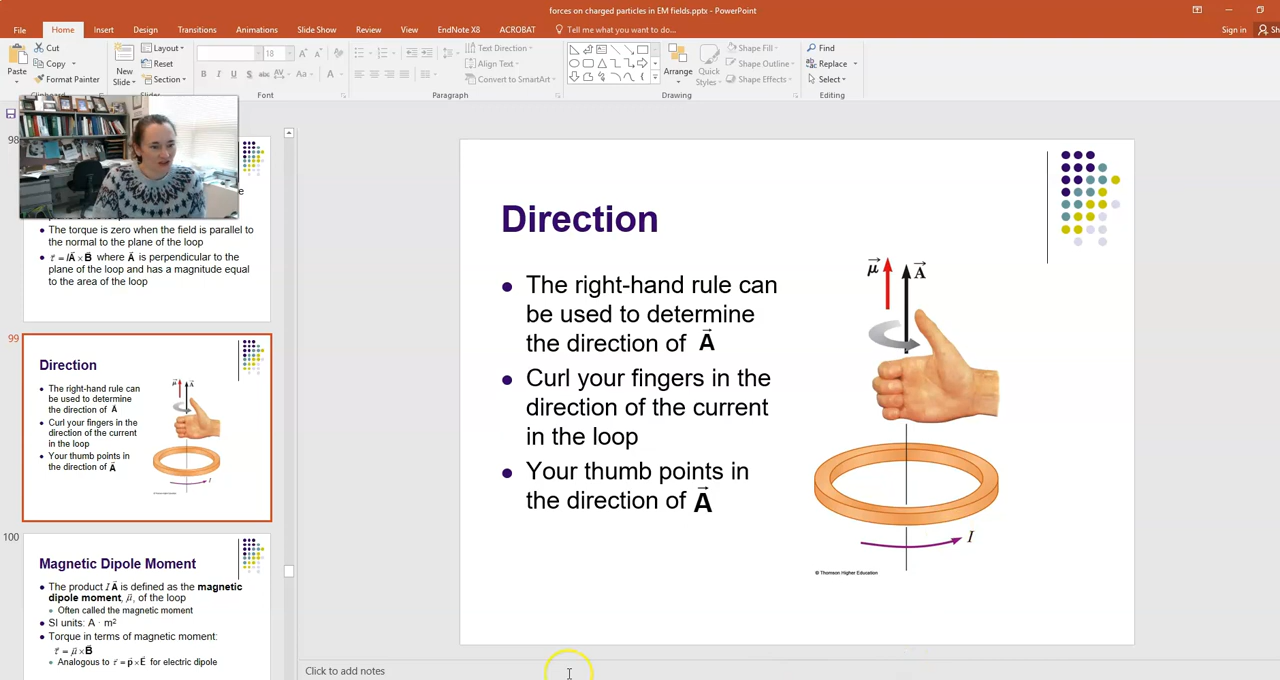 forces on charged particles in EM fields.pptx - PowerPoint
File Home Insert Design Transitions Animations Slide Show Review View EndNote X8 ACROBAT Tell me what you want to do... Sign in Sh
Cut
Copy
Format Painter
Paste
New
Slide
Layout
Reset
Section
18
B I U S abc AV Aa A
Text Direction
Align Text
Convert to SmartArt
Arrange
Quick
Styles
Shape Fill
Shape Outline
Shape Effects
Find
Replace
Select
Font
Paragraph
Drawing
Editing
98
The torque is zero when the field is parallel to
the normal to the plane of the loop
τ = IA × B where A is perpendicular to the
plane of the loop and has a magnitude equal
to the area of the loop
99
Direction
The right-hand rule can
be used to determine
the direction of A
Curl your fingers in the
direction of the current
in the loop
Your thumb points in
the direction of A
μ A
I
100
Magnetic Dipole Moment
The product I A is defined as the magnetic
dipole moment, μ, of the loop
Often called the magnetic moment
SI units: A · m²
Torque in terms of magnetic moment:
τ = μ × B
Analogous to τ = p × E for electric dipole
Direction
The right-hand rule can
be used to determine
the direction of A
Curl your fingers in the
direction of the current
in the loop
Your thumb points in
the direction of A
μ A
I
© Thomson Higher Education
Click to add notes